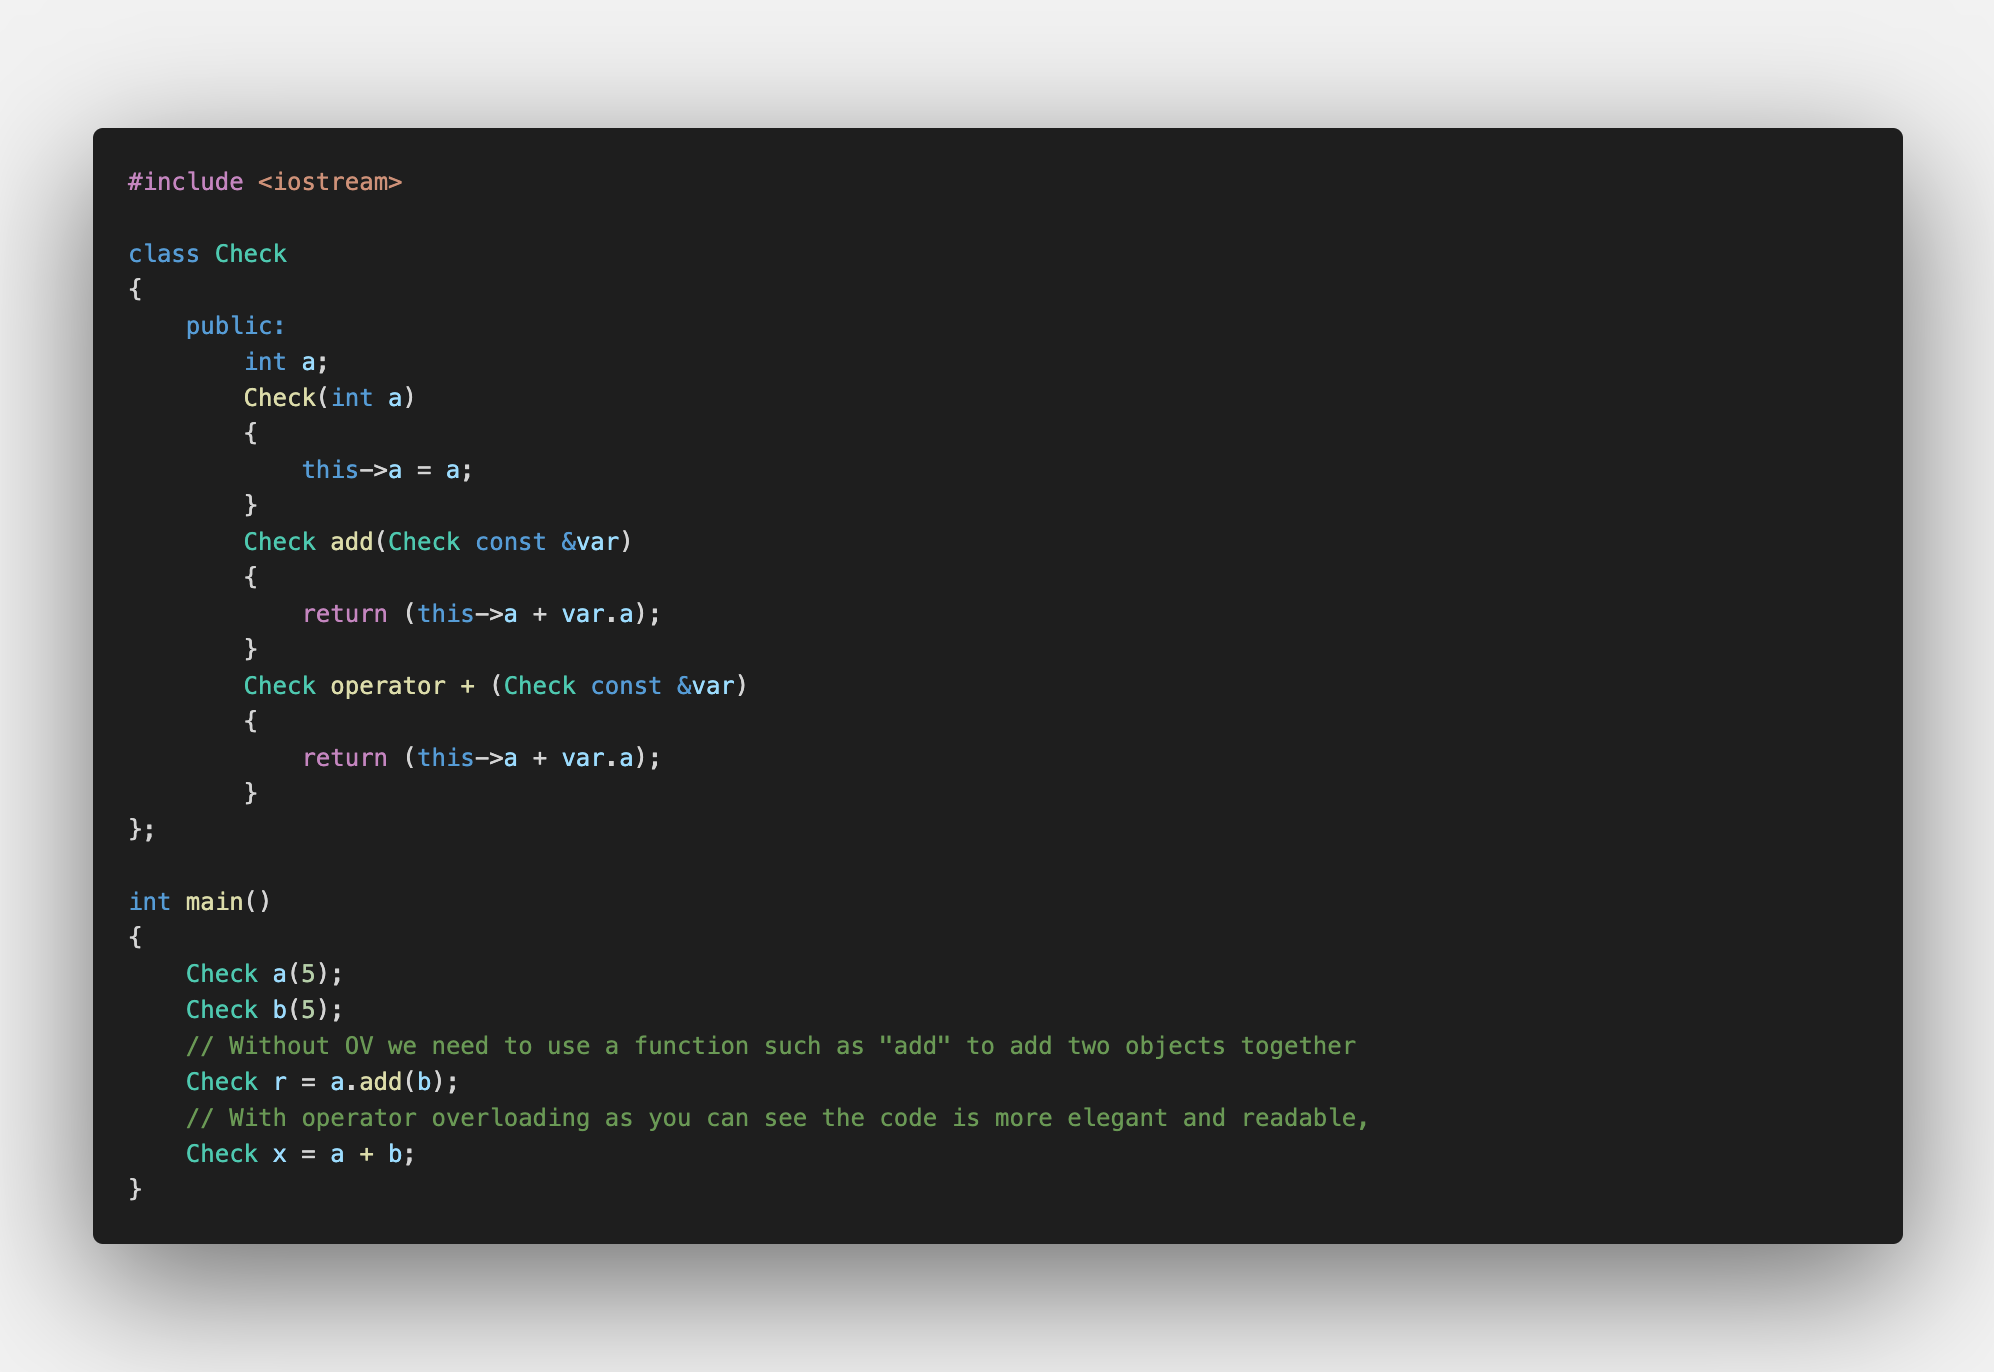 #include <iostream>

class Check
{
    public:
        int a;
        Check(int a)
        {
            this->a = a;
        }
        Check add(Check const &var)
        {
            return (this->a + var.a);
        }
        Check operator + (Check const &var)
        {
            return (this->a + var.a);
        }
};

int main()
{
    Check a(5);
    Check b(5);
    // Without OV we need to use a function such as "add" to add two objects together
    Check r = a.add(b);
    // With operator overloading as you can see the code is more elegant and readable,
    Check x = a + b;
}